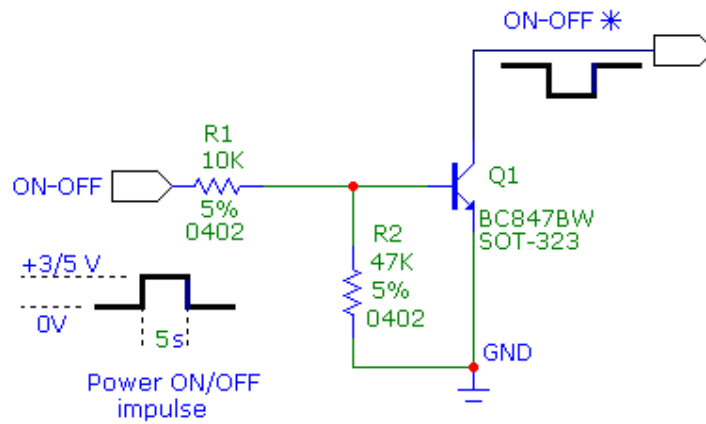 ON-OFF *
R1
10K
ON-OFF
5%
0402
Q1
BC847BW
SOT-323
R2
47K
5%
0402
+3/5 V
0V
5s
GND
Power ON/OFF
impulse